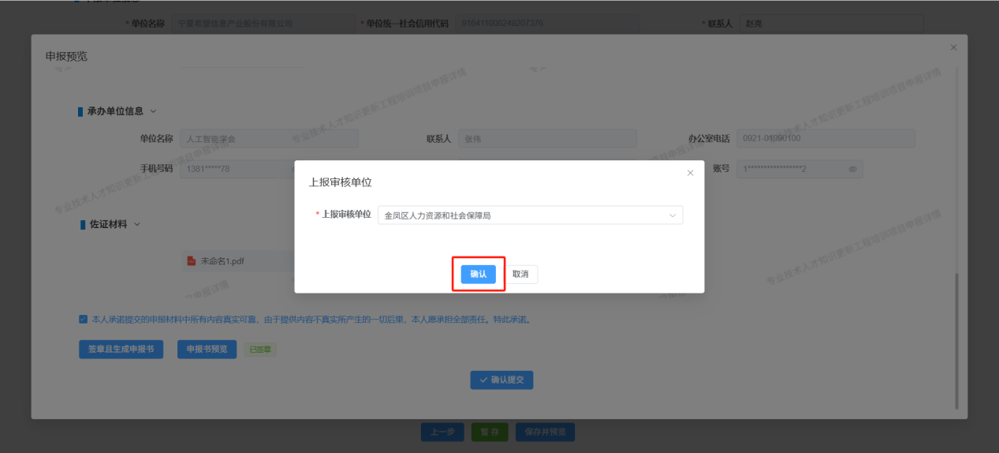 * 单位名称 宁夏希望信息产业股份有限公司 * 单位统一社会信用代码 916411006249207376 * 联系人 赵亮
申报预览
承办单位信息
单位名称 人工智能学会 联系人 张伟 办公室电话 0921-01990100
手机号码 1381*****78 账号 1****************2
上报审核单位
* 上报审核单位 金凤区人力资源和社会保障局
佐证材料
未命名1.pdf
确认 取消
专业技术人才知识更新工程培训项目申报详情
本人承诺提交的申报材料中所有内容真实可靠，由于提供内容不真实所产生的一切后果，本人愿承担全部责任。特此承诺。
签章且生成申报书 申报书预览 已签章
确认提交
上一步 暂存 保存并预览